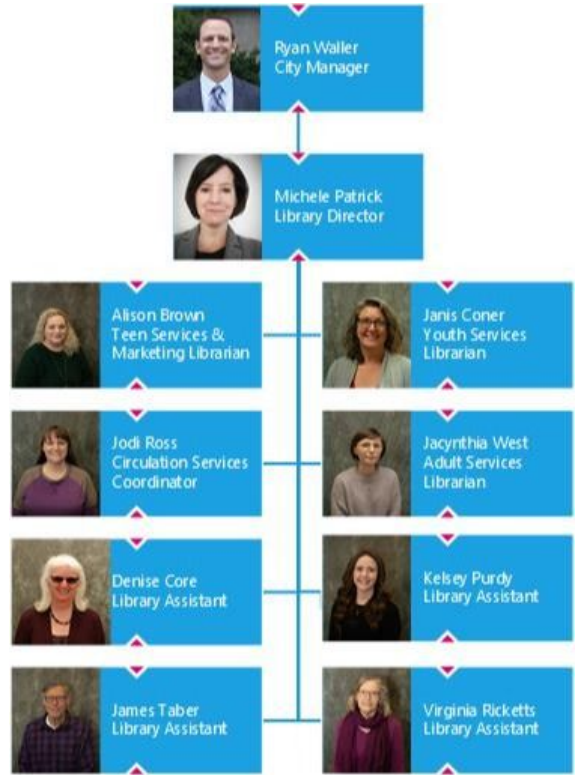 Ryan Waller
City Manager
Michele Patrick
Library Director
Alison Brown
Teen Services &
Marketing Librarian
Janis Coner
Youth Services
Librarian
Jodi Ross
Circulation Services
Coordinator
Jacynthia West
Adult Services
Librarian
Denise Core
Library Assistant
Kelsey Purdy
Library Assistant
James Taber
Library Assistant
Virginia Ricketts
Library Assistant